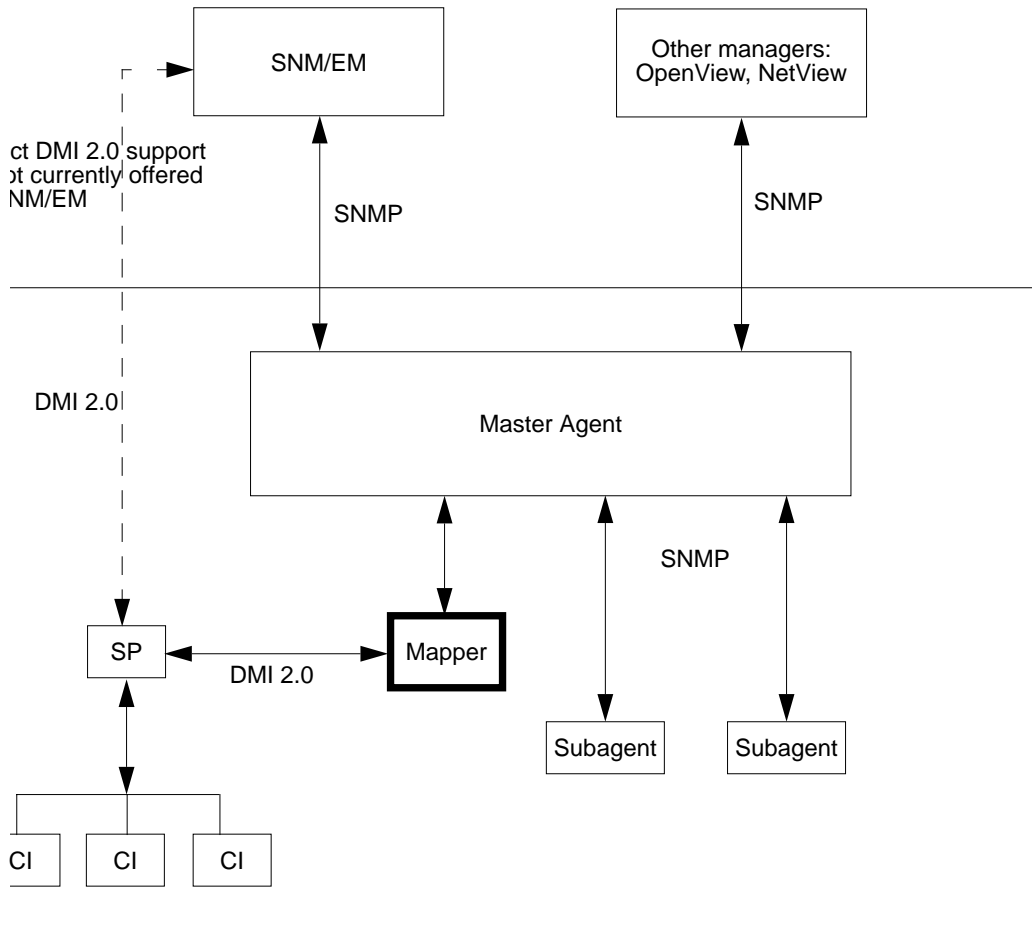 SNM/EM
Other managers:
OpenView, NetView
ct DMI 2.0 support
ot currently offered
NM/EM
SNMP
SNMP
DMI 2.0
Master Agent
SNMP
SP
DMI 2.0
Mapper
Subagent
Subagent
CI
CI
CI